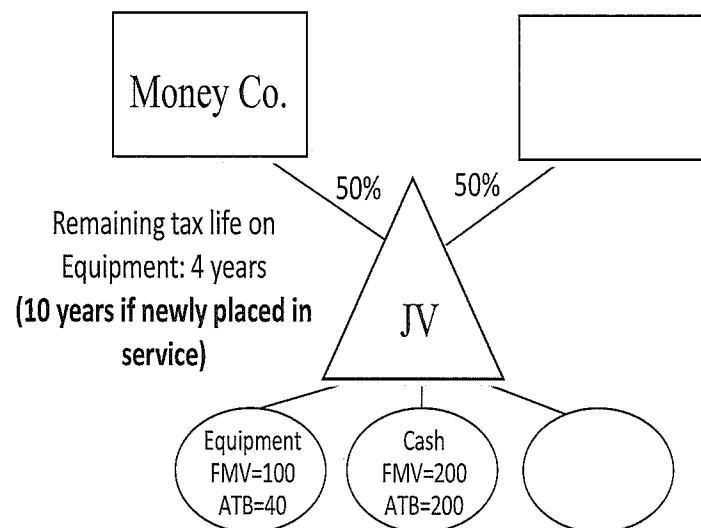 Money Co.
50%
50%
Remaining tax life on
Equipment: 4 years
(10 years if newly placed in
service)
JV
Equipment
FMV=100
ATB=40
Cash
FMV=200
ATB=200